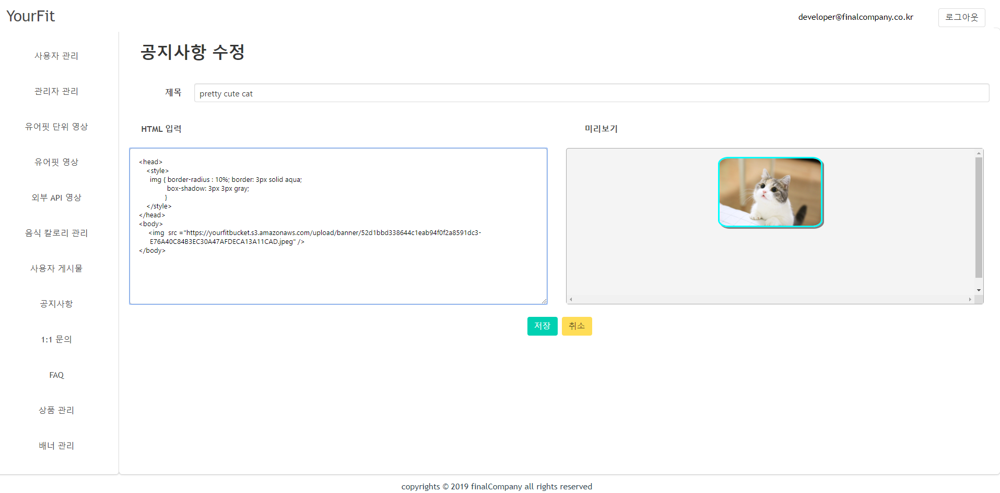 YourFit
developer@finalcompany.co.kr
로그아웃
사용자 관리
관리자 관리
유어핏 단위 영상
유어핏 영상
외부 API 영상
음식 칼로리 관리
사용자 게시물
공지사항
1:1 문의
FAQ
상품 관리
배너 관리
공지사항 수정
제목
pretty cute cat
HTML 입력
<head>
<style>
img { border-radius : 10%; border: 3px solid aqua;
box-shadow: 3px 3px gray;
}
</style>
</head>
<body>
<img  src ="https://yourfitbucket.s3.amazonaws.com/upload/banner/52d1bbd338644c1eab94f0f2a8591dc3-
E76A40C84B3EC30A47AFDECA13A11CAD.jpeg" />
</body>
미리보기
저장
취소
copyrights © 2019 finalCompany all rights reserved